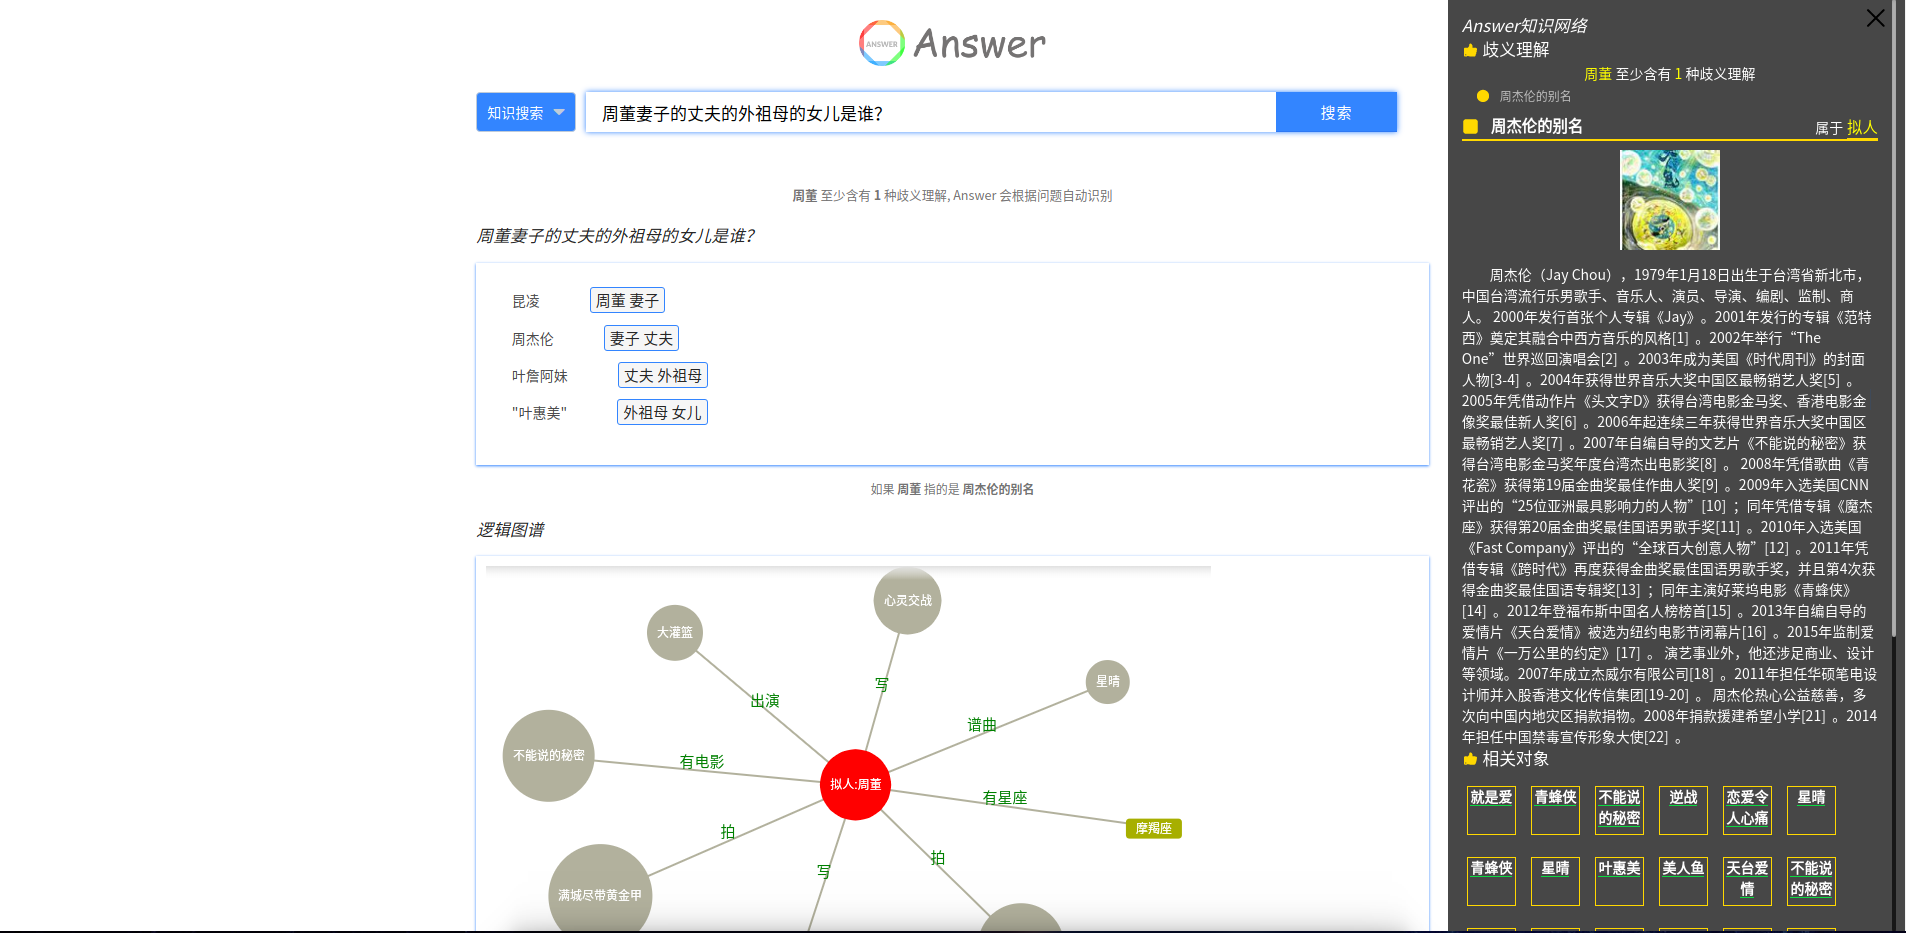 ANSWER Answer
知识搜索
周董妻子的丈夫的外祖母的女儿是谁？
搜索
周董 至少含有 1 种歧义理解, Answer 会根据问题自动识别
周董妻子的丈夫的外祖母的女儿是谁？
昆凌 周董 妻子
周杰伦 妻子 丈夫
叶詹阿妹 丈夫 外祖母
"叶惠美" 外祖母 女儿
如果 周董 指的是 周杰伦的别名
逻辑图谱
心灵交战
大灌篮
星晴
写
出演
谱曲
不能说的秘密
有电影
拟人:周董
有星座
摩羯座
拍
拍
写
满城尽带黄金甲
Answer知识网络
歧义理解
周董 至少含有 1 种歧义理解
周杰伦的别名
周杰伦的别名 属于 拟人
周杰伦（Jay Chou），1979年1月18日出生于台湾省新北市，
中国台湾流行乐男歌手、音乐人、演员、导演、编剧、监制、商
人。 2000年发行首张个人专辑《Jay》。2001年发行的专辑《范特
西》奠定其融合中西方音乐的风格[1] 。2002年举行“The
One”世界巡回演唱会[2] 。2003年成为美国《时代周刊》的封面
人物[3-4] 。2004年获得世界音乐大奖中国区最畅销艺人奖[5] 。
2005年凭借动作片《头文字D》获得台湾电影金马奖、香港电影金
像奖最佳新人奖[6] 。2006年起连续三年获得世界音乐大奖中国区
最畅销艺人奖[7] 。2007年自编自导的文艺片《不能说的秘密》获
得台湾电影金马奖年度台湾杰出电影奖[8] 。 2008年凭借歌曲《青
花瓷》获得第19届金曲奖最佳作曲人奖[9] 。2009年入选美国CNN
评出的“25位亚洲最具影响力的人物”[10] ；同年凭借专辑《魔杰
座》获得第20届金曲奖最佳国语男歌手奖[11] 。2010年入选美国
《Fast Company》评出的“全球百大创意人物”[12] 。2011年凭
借专辑《跨时代》再度获得金曲奖最佳国语男歌手奖，并且第4次获
得金曲奖最佳国语专辑奖[13] ；同年主演好莱坞电影《青蜂侠》
[14] 。2012年登福布斯中国名人榜榜首[15] 。2013年自编自导的
爱情片《天台爱情》被选为纽约电影节闭幕片[16] 。2015年监制爱
情片《一万公里的约定》[17] 。 演艺事业外，他还涉足商业、设计
等领域。2007年成立杰威尔有限公司[18] 。2011年担任华硕笔电设
计师并入股香港文化传信集团[19-20] 。 周杰伦热心公益慈善，多
次向中国内地灾区捐款捐物。2008年捐款援建希望小学[21] 。2014
年担任中国禁毒宣传形象大使[22] 。
相关对象
就是爱 青蜂侠 不能说 逆战 恋爱令 星晴
的秘密 人心痛
青蜂侠 星晴 叶惠美 美人鱼 天台爱 不能说
情 的秘密